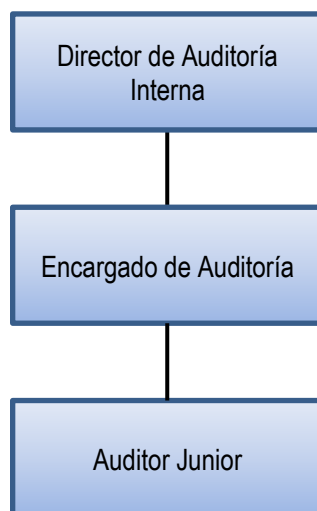 Director de Auditoría
Interna
Encargado de Auditoría
Auditor Junior